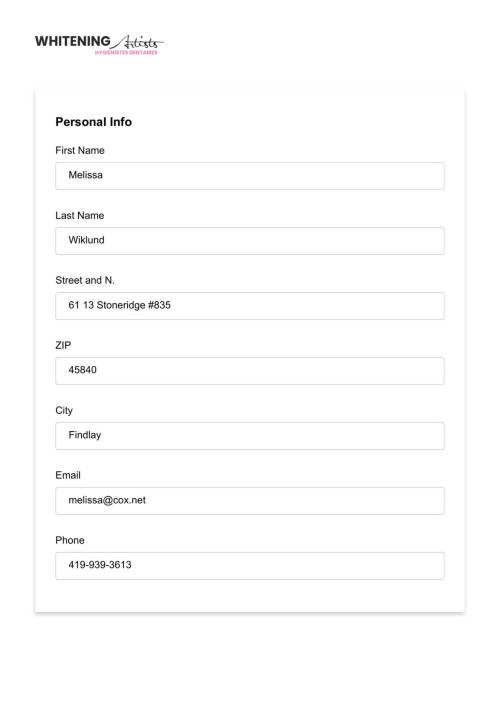 WHITENING Artists
HYGIÉNISTES DENTAIRES
Personal Info
First Name
Melissa
Last Name
Wiklund
Street and N.
61 13 Stoneridge #835
ZIP
45840
City
Findlay
Email
melissa@cox.net
Phone
419-939-3613